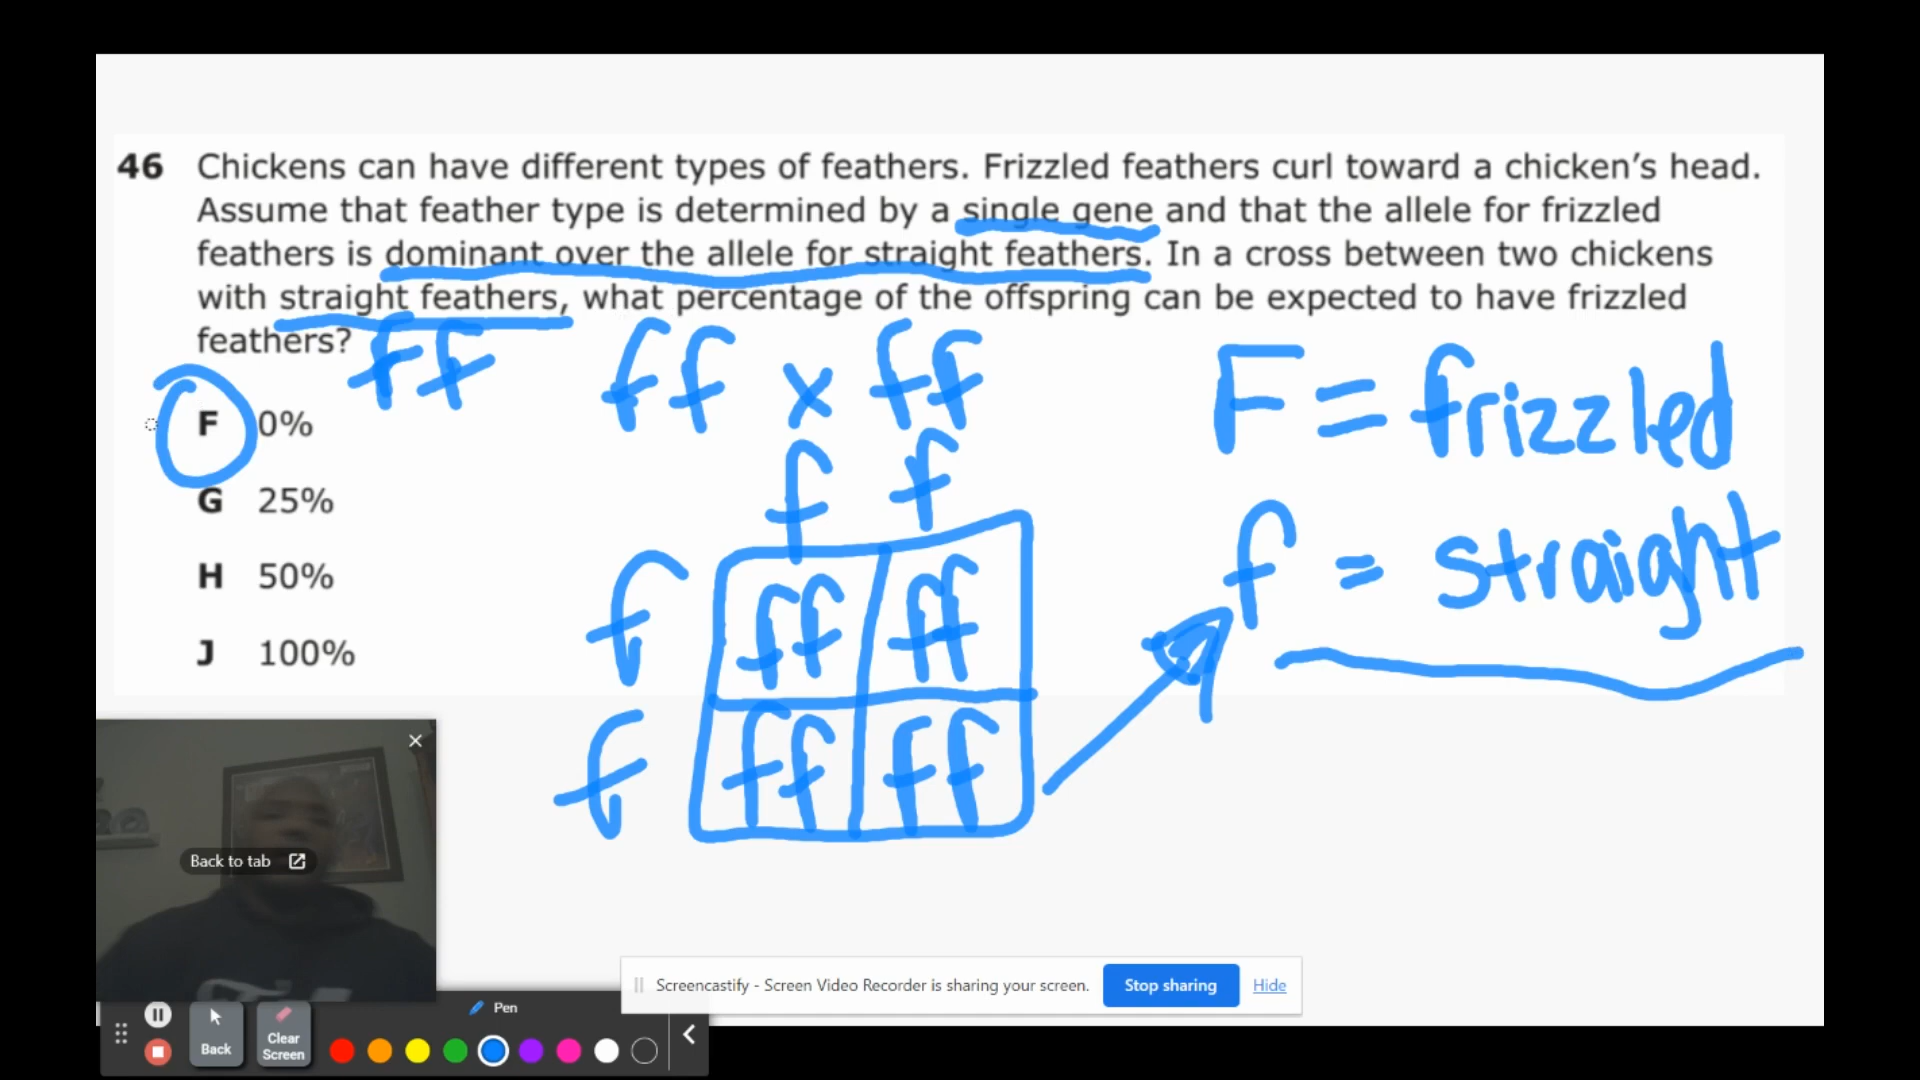 46 Chickens can have different types of feathers. Frizzled feathers curl toward a chicken's head.
Assume that feather type is determined by a single gene and that the allele for frizzled
feathers is dominant over the allele for straight feathers. In a cross between two chickens
with straight feathers, what percentage of the offspring can be expected to have frizzled
feathers?
ff ff x ff
F = frizzled
F 0%
f f
G 25%
f = straight
H 50%
f ff ff
J 100%
f ff ff
Back to tab
Screencastify - Screen Video Recorder is sharing your screen. Stop sharing Hide
Pen
Back
Clear
Screen